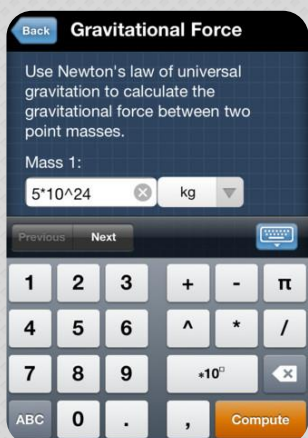 Back Gravitational Force
Use Newton's law of universal
gravitation to calculate the
gravitational force between two
point masses.
Mass 1:
5*10^24 kg
Previous Next
1 2 3 + - π
4 5 6 ^ * /
7 8 9 *10▫
ABC 0 . , Compute